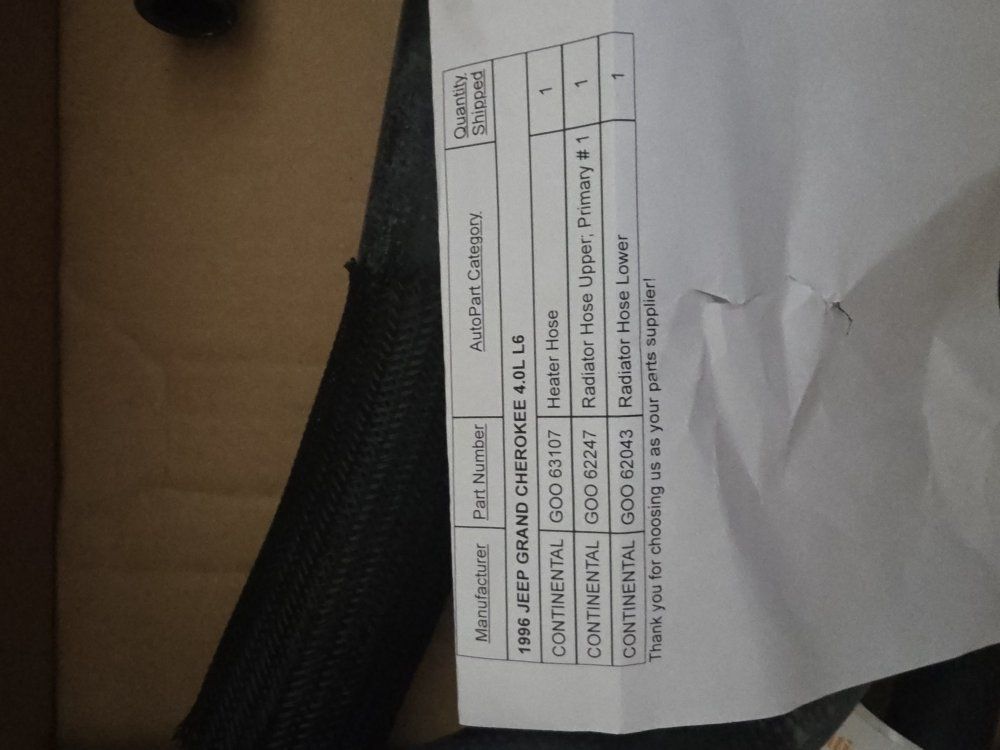 Manufacturer Part Number AutoPart Category Quantity Shipped
1996 JEEP GRAND CHEROKEE 4.0L L6
CONTINENTAL GOO 63107 Heater Hose 1
CONTINENTAL GOO 62247 Radiator Hose Upper; Primary # 1 1
CONTINENTAL GOO 62043 Radiator Hose Lower 1
Thank you for choosing us as your parts supplier!